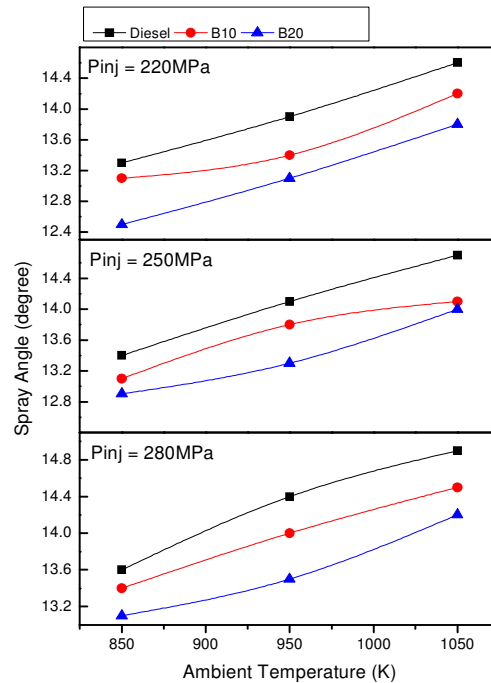 Diesel B10 B20
Pinj = 220MPa
14.4
14.0
13.6
13.2
12.8
12.4
Pinj = 250MPa
14.4
14.0
13.6
13.2
12.8
Pinj = 280MPa
14.8
14.4
14.0
13.6
13.2
Spray Angle (degree)
850 900 950 1000 1050
Ambient Temperature (K)